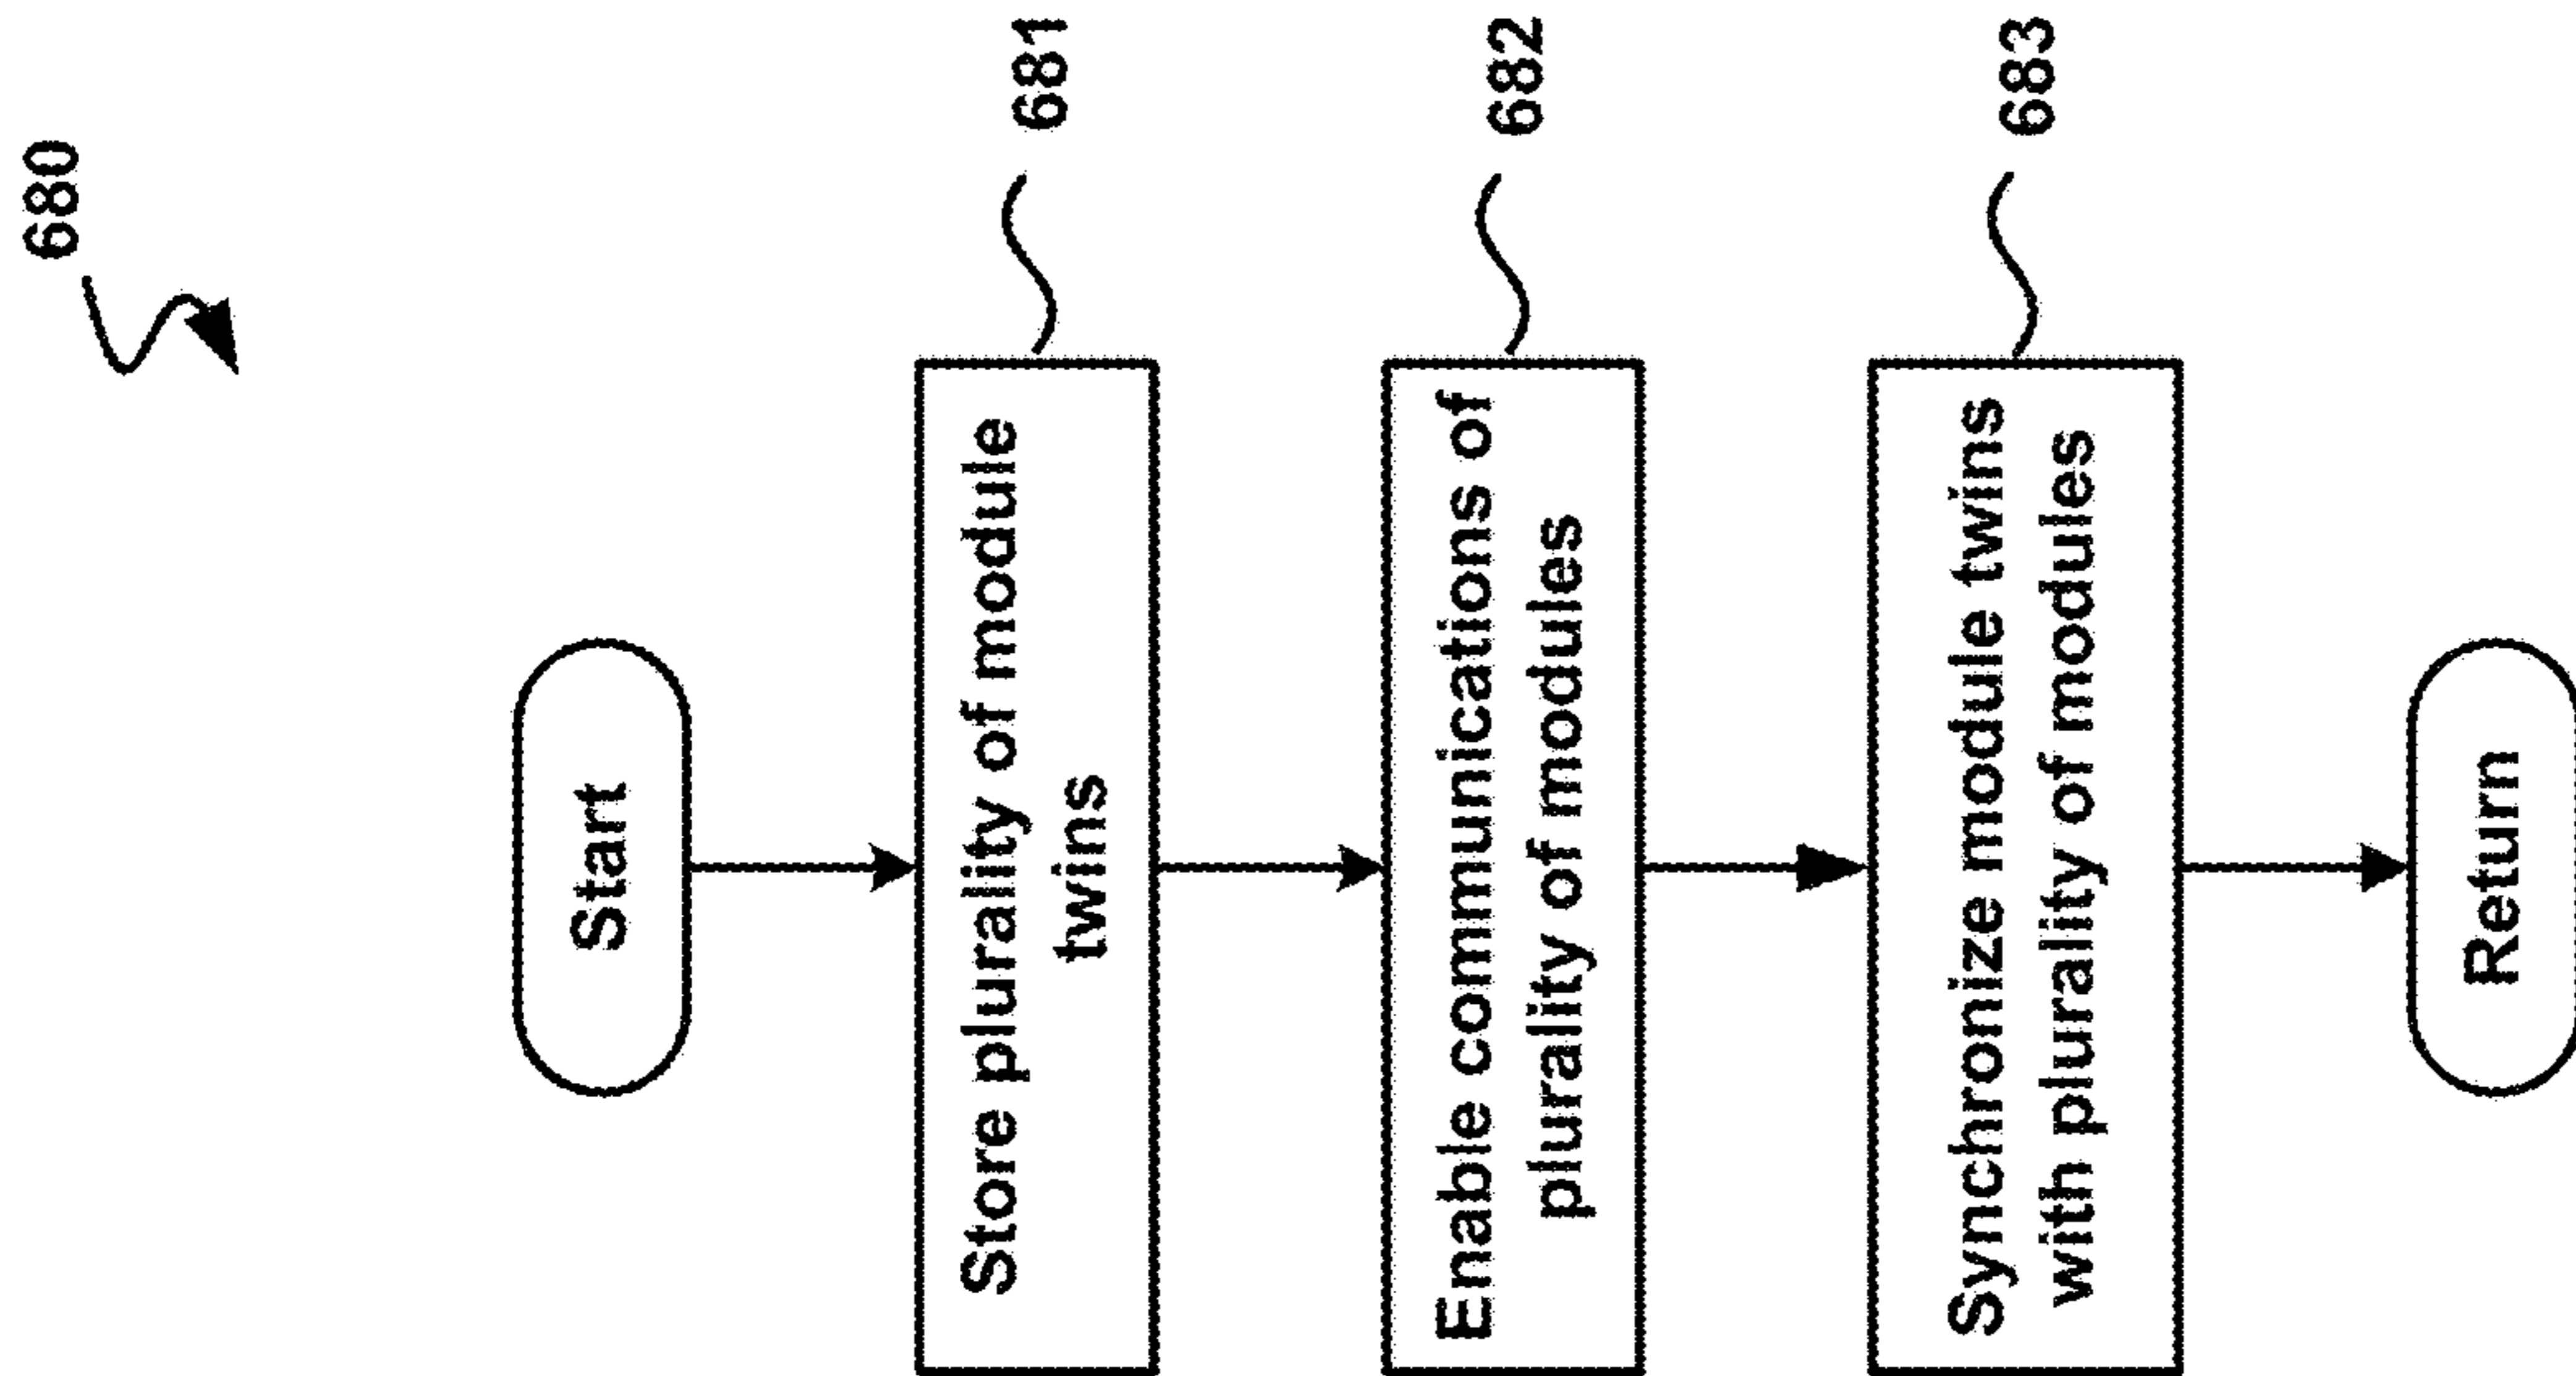 680
Start
Store plurality of module
twins
681
Enable communications of
plurality of modules
682
Synchronize module twins
with plurality of modules
683
Return